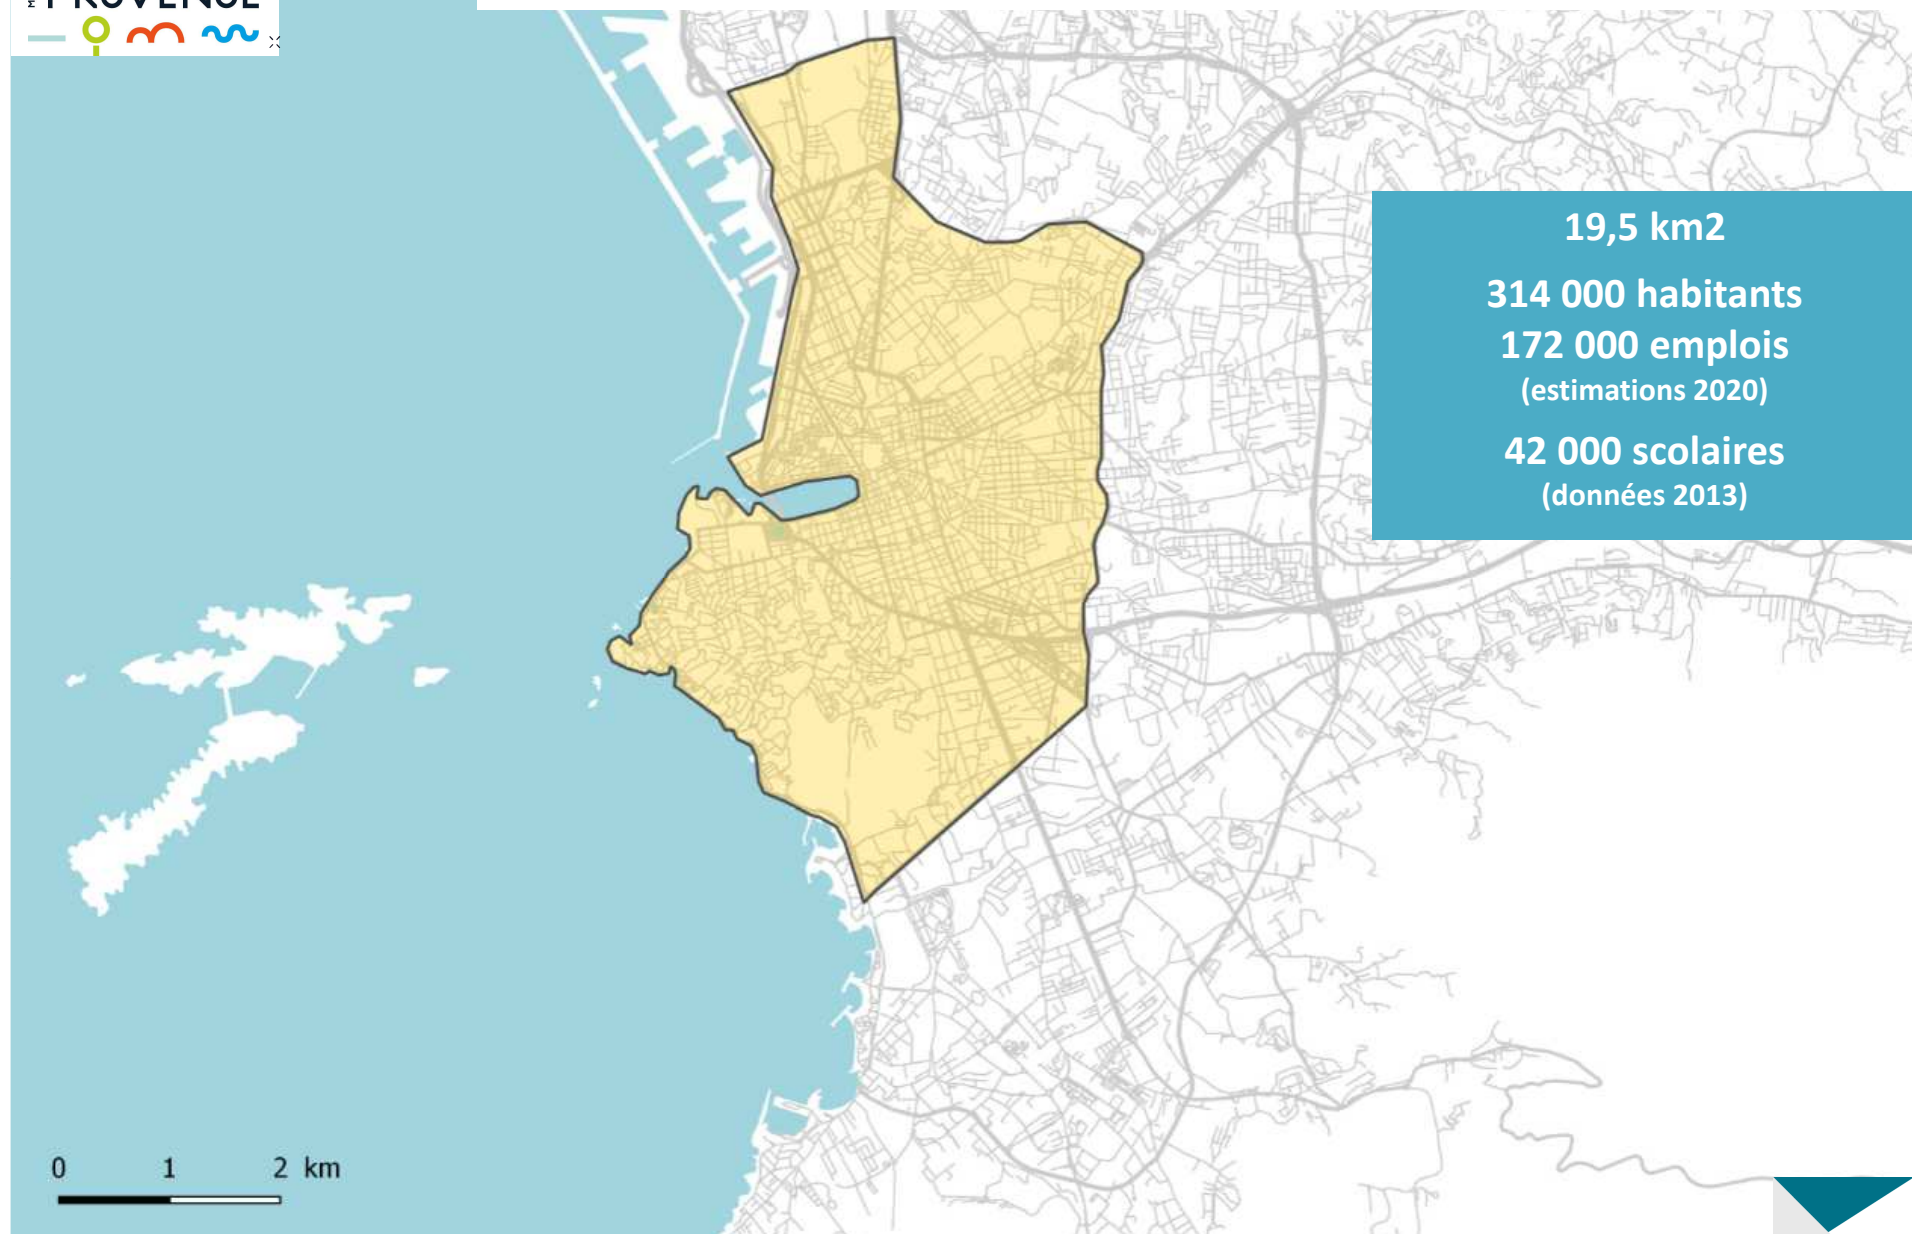 PROVENCE
19,5 km2
314 000 habitants
172 000 emplois
(estimations 2020)
42 000 scolaires
(données 2013)
0 1 2 km